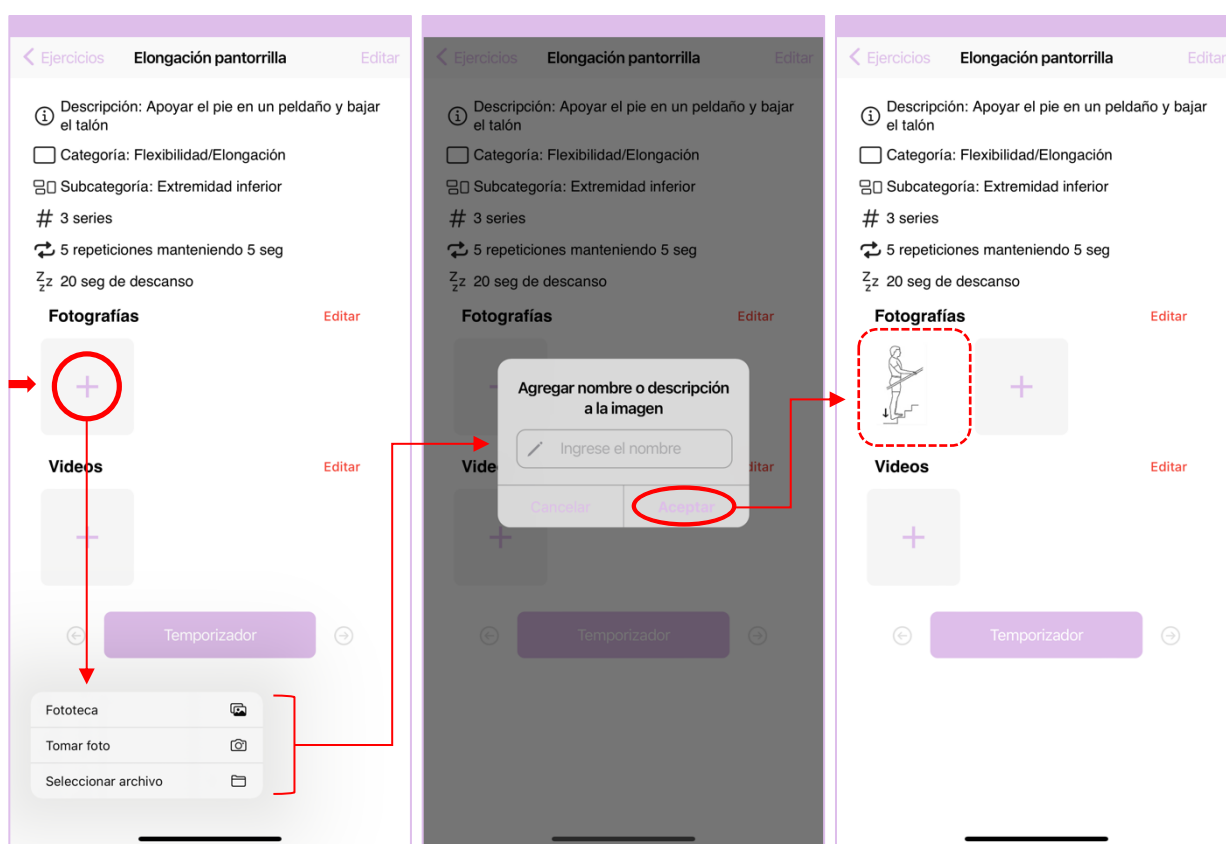 Ejercicios Elongación pantorrilla Editar
Descripción: Apoyar el pie en un peldaño y bajar
el talón
Categoría: Flexibilidad/Elongación
Subcategoría: Extremidad inferior
# 3 series
5 repeticiones manteniendo 5 seg
Zzz 20 seg de descanso
Fotografías Editar
+
Videos Editar
+
Temporizador
Fototeca
Tomar foto
Seleccionar archivo
Ejercicios Elongación pantorrilla Editar
Descripción: Apoyar el pie en un peldaño y bajar
el talón
Categoría: Flexibilidad/Elongación
Subcategoría: Extremidad inferior
# 3 series
5 repeticiones manteniendo 5 seg
Zzz 20 seg de descanso
Fotografías Editar
Agregar nombre o descripción
a la imagen
Ingrese el nombre
Cancelar Aceptar
Vide ditar
+
Temporizador
Ejercicios Elongación pantorrilla Editar
Descripción: Apoyar el pie en un peldaño y bajar
el talón
Categoría: Flexibilidad/Elongación
Subcategoría: Extremidad inferior
# 3 series
5 repeticiones manteniendo 5 seg
Zzz 20 seg de descanso
Fotografías Editar
+
Videos Editar
+
Temporizador